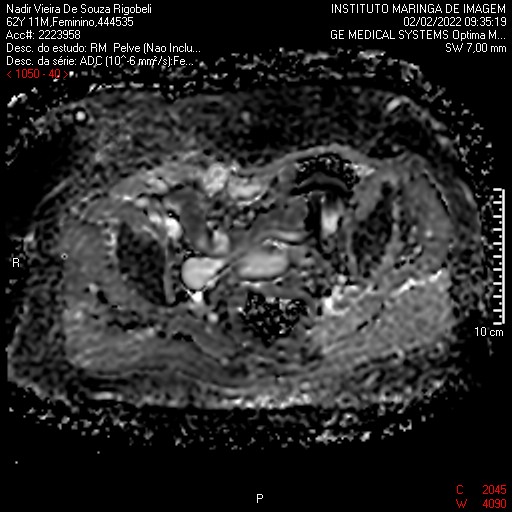 Nadir Vieira De Souza Rigobeli
62Y 11M,Feminino,444535
Acc#: 2223958
Desc. do estudo: RM Pelve (Nao Inclu...
Desc. da série: ADC (10^-6 mm²/s):Fe...
< 1050 - 40 >
INSTITUTO MARINGA DE IMAGEM
02/02/2022 09:35:19
GE MEDICAL SYSTEMS Optima M...
SW 7,00 mm
R
10 cm
P
C 2045
W 4090